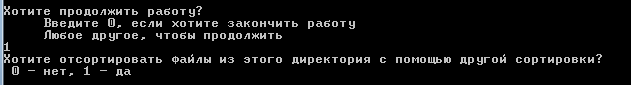 Хотите продолжить работу?
Введите 0, если хотите закончить работу
Любое другое, чтобы продолжить
1
Хотите отсортировать файлы из этого директория с помощью другой сортировки?
0 - нет, 1 - да